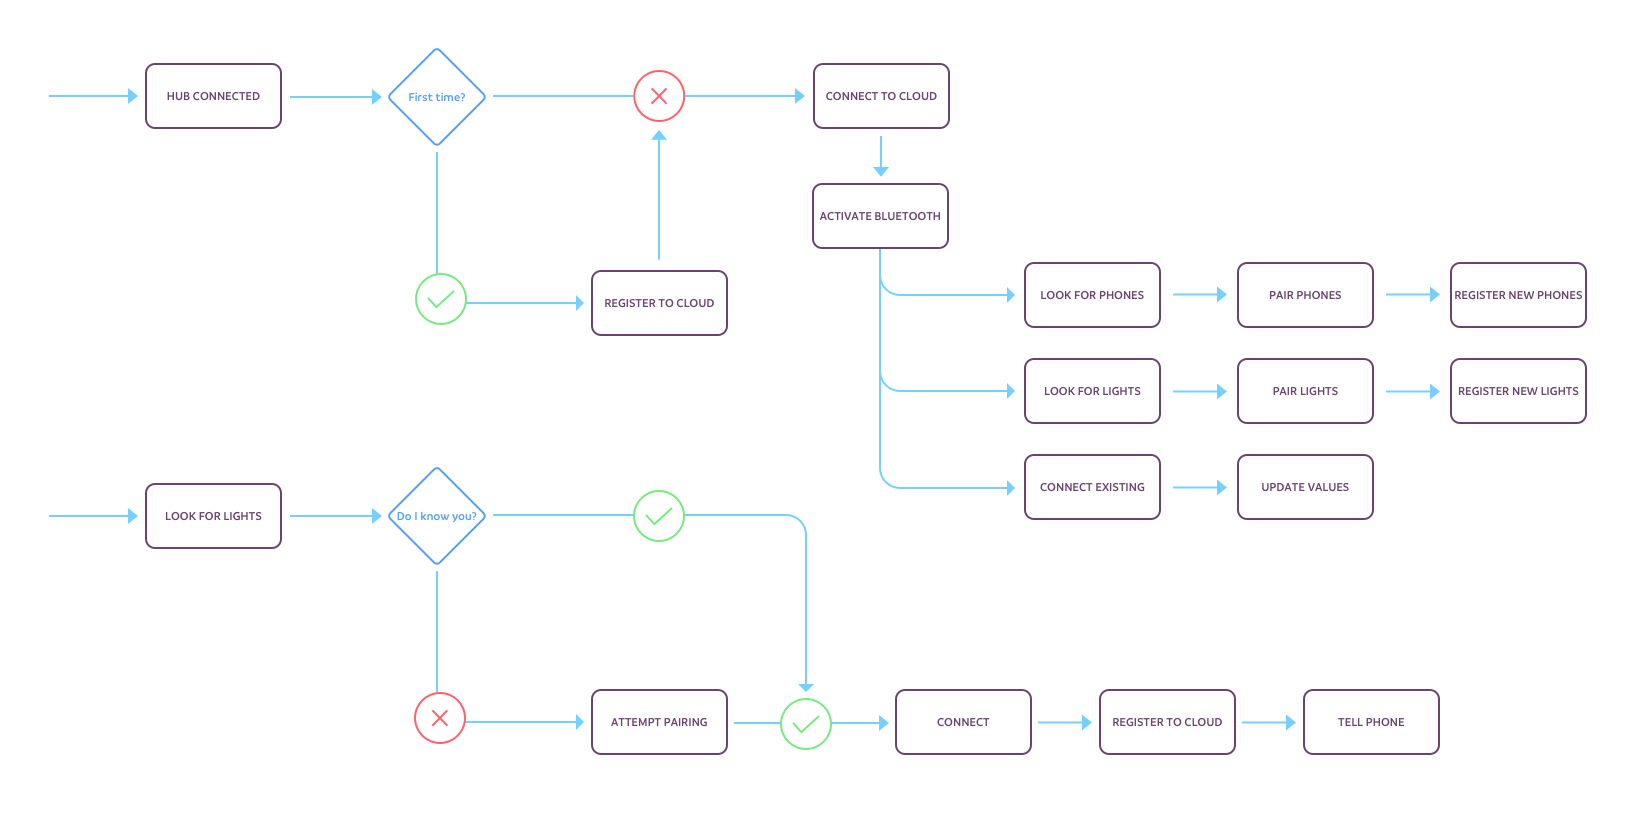 HUB CONNECTED
First time?
CONNECT TO CLOUD
ACTIVATE BLUETOOTH
REGISTER TO CLOUD
LOOK FOR PHONES
PAIR PHONES
REGISTER NEW PHONES
LOOK FOR LIGHTS
PAIR LIGHTS
REGISTER NEW LIGHTS
CONNECT EXISTING
UPDATE VALUES
LOOK FOR LIGHTS
Do I know you?
ATTEMPT PAIRING
CONNECT
REGISTER TO CLOUD
TELL PHONE